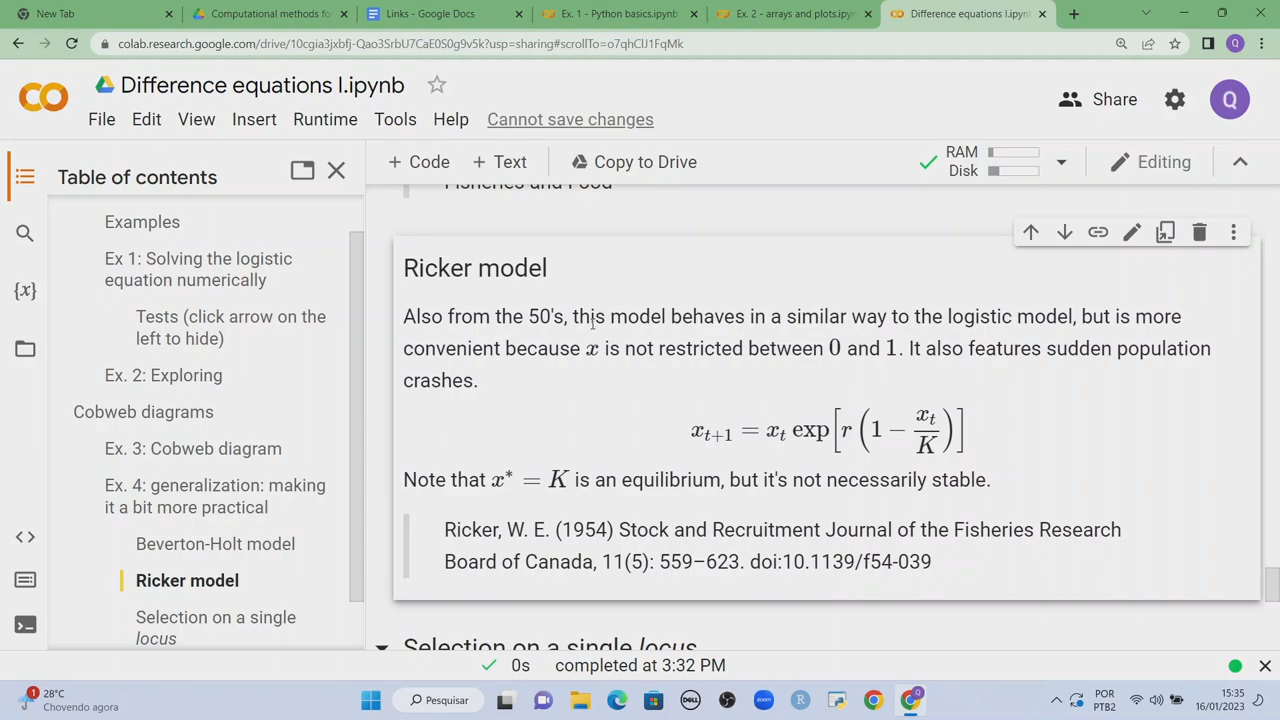 New Tab
Computational methods for
Links - Google Docs
Ex. 1 - Python basics.ipynb
Ex. 2 - arrays and plots.ipynb
Difference equations I.ipynb
colab.research.google.com/drive/10cgia3jxbfj-Qao3SrbU7CaE0S0g9v5k?usp=sharing#scrollTo=o7qhClJ1FqMk
Difference equations I.ipynb
File Edit View Insert Runtime Tools Help Cannot save changes
Share
Q
+ Code + Text Copy to Drive
RAM
Disk
Editing
Table of contents
Examples
Ex 1: Solving the logistic
equation numerically
Tests (click arrow on the
left to hide)
Ex. 2: Exploring
Cobweb diagrams
Ex. 3: Cobweb diagram
Ex. 4: generalization: making
it a bit more practical
Beverton-Holt model
Ricker model
Selection on a single
locus
Fisheries and Food
Ricker model
Also from the 50's, this model behaves in a similar way to the logistic model, but is more
convenient because x is not restricted between 0 and 1. It also features sudden population
crashes.
x_{t+1} = x_t exp[r(1 − x_t/K)]
Note that x* = K is an equilibrium, but it's not necessarily stable.
Ricker, W. E. (1954) Stock and Recruitment Journal of the Fisheries Research
Board of Canada, 11(5): 559–623. doi:10.1139/f54-039
Selection on a single locus
0s completed at 3:32 PM
28°C
Chovendo agora
Pesquisar
POR
PTB2
15:35
16/01/2023